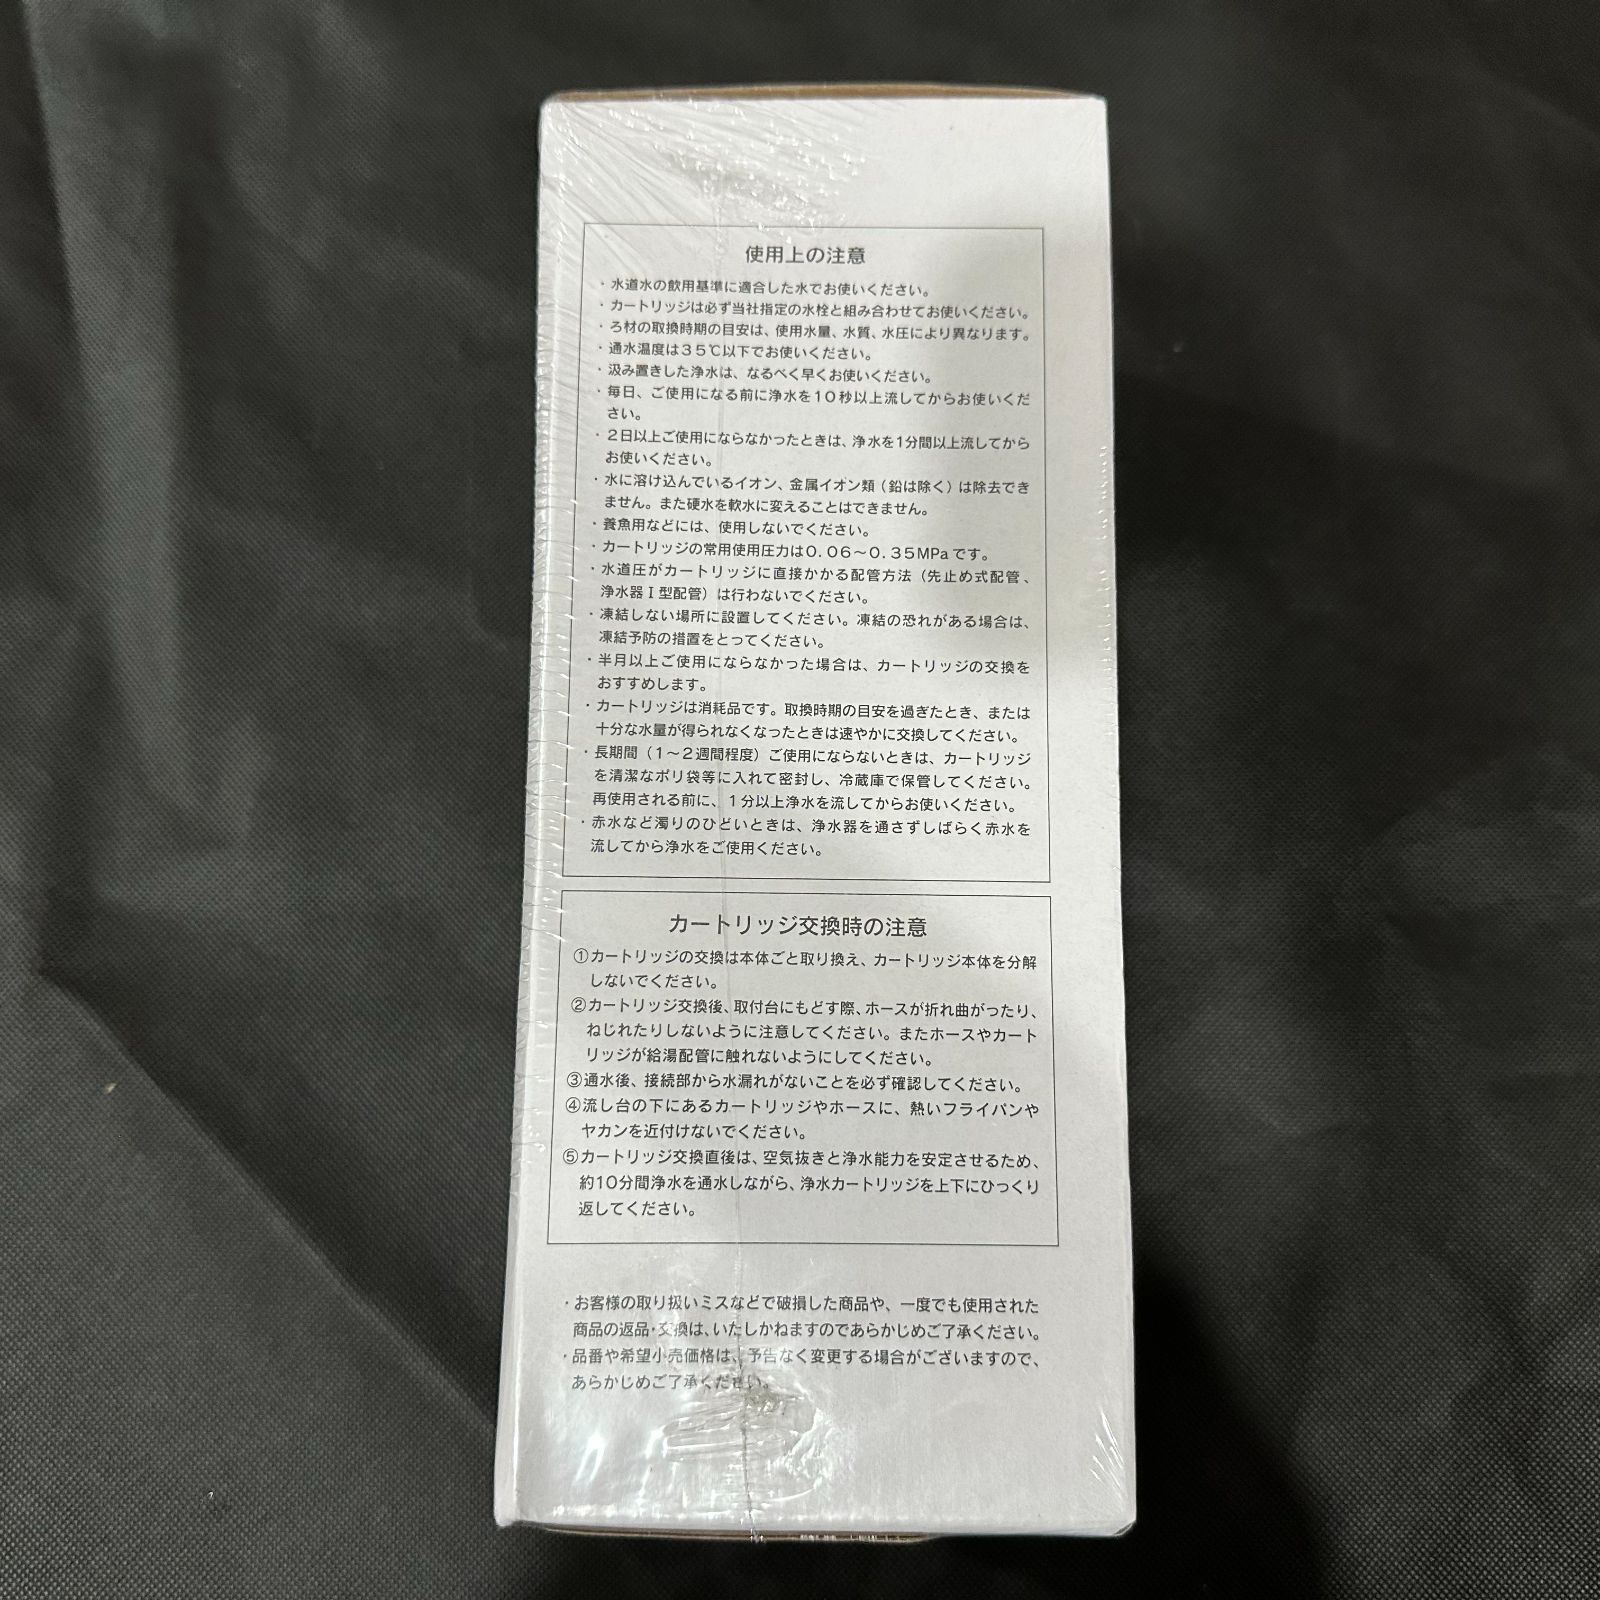 使用上の注意
・水道水の飲用基準に適合した水でお使いください。
・カートリッジは必ず当社指定の水栓と組み合わせてお使いください。
・ろ材の取換時期の目安は、使用水量、水質、水圧により異なります。
・通水温度は35℃以下でお使いください。
・汲み置きした浄水は、なるべく早くお使いください。
・毎日、ご使用になる前に浄水を10秒以上流してからお使いくだ
さい。
・2日以上ご使用にならなかったときは、浄水を1分間以上流してから
お使いください。
・水に溶け込んでいるイオン、金属イオン類（鉛は除く）は除去でき
ません。また硬水を軟水に変えることはできません。
・養魚用などには、使用しないでください。
・カートリッジの常用使用圧力は0.06〜0.35MPaです。
・水道圧がカートリッジに直接かかる配管方法（先止め式配管、
浄水器Ⅰ型配管）は行わないでください。
・凍結しない場所に設置してください。凍結の恐れがある場合は、
凍結予防の措置をとってください。
・半月以上ご使用にならなかった場合は、カートリッジの交換を
おすすめします。
・カートリッジは消耗品です。取換時期の目安を過ぎたとき、または
十分な水量が得られなくなったときは速やかに交換してください。
・長期間（1〜2週間程度）ご使用にならないときは、カートリッジ
を清潔なポリ袋等に入れて密封し、冷蔵庫で保管してください。
再使用される前に、1分以上浄水を流してからお使いください。
・赤水など濁りのひどいときは、浄水器を通さずしばらく赤水を
流してから浄水をご使用ください。
カートリッジ交換時の注意
①カートリッジの交換は本体ごと取り換え、カートリッジ本体を分解
しないでください。
②カートリッジ交換後、取付台にもどす際、ホースが折れ曲がったり、
ねじれたりしないように注意してください。またホースやカート
リッジが給湯配管に触れないようにしてください。
③通水後、接続部から水漏れがないことを必ず確認してください。
④流し台の下にあるカートリッジやホースに、熱いフライパンや
ヤカンを近付けないでください。
⑤カートリッジ交換直後は、空気抜きと浄水能力を安定させるため、
約10分間浄水を通水しながら、浄水カートリッジを上下にひっくり
返してください。
・お客様の取り扱いミスなどで破損した商品や、一度でも使用された
商品の返品・交換は、いたしかねますのであらかじめご了承ください。
・品番や希望小売価格は、予告なく変更する場合がございますので、
あらかじめご了承ください。